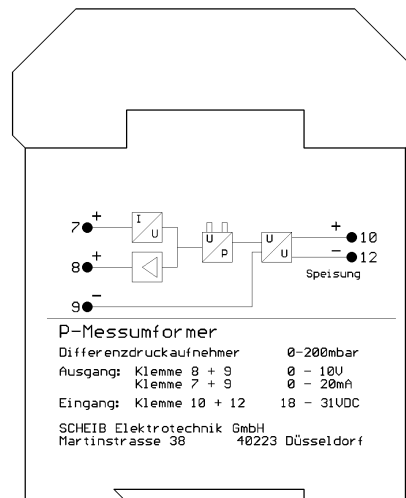 +
7
I
U
+
8
−
9
U
P
U
U
+
10
−
12
Speisung
P-Messumformer
Differenzdruckaufnehmer 0-200mbar
Ausgang: Klemme 8 + 9 0 - 10V
Klemme 7 + 9 0 - 20mA
Eingang: Klemme 10 + 12 18 - 31VDC
SCHEIB Elektrotechnik GmbH
Martinstrasse 38 40223 Düsseldorf